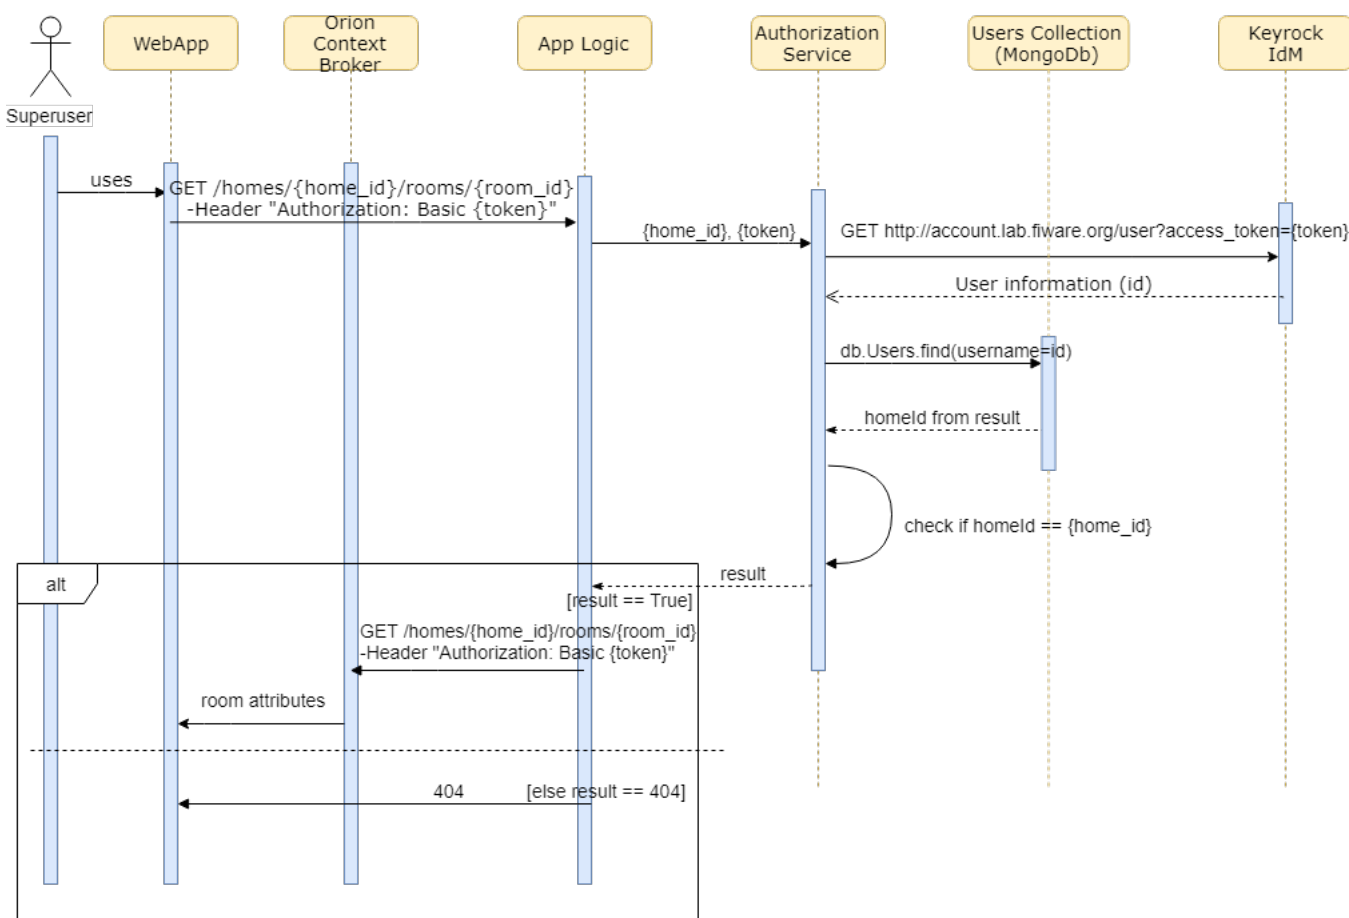 Superuser
WebApp
Orion
Context
Broker
App Logic
Authorization
Service
Users Collection
(MongoDb)
Keyrock
IdM
uses
GET /homes/{home_id}/rooms/{room_id}
-Header "Authorization: Basic {token}"
{home_id}, {token}
GET http://account.lab.fiware.org/user?access_token={token}
User information (id)
db.Users.find(username=id)
homeId from result
check if homeId == {home_id}
result
alt
[result == True]
GET /homes/{home_id}/rooms/{room_id}
-Header "Authorization: Basic {token}"
room attributes
404
[else result == 404]